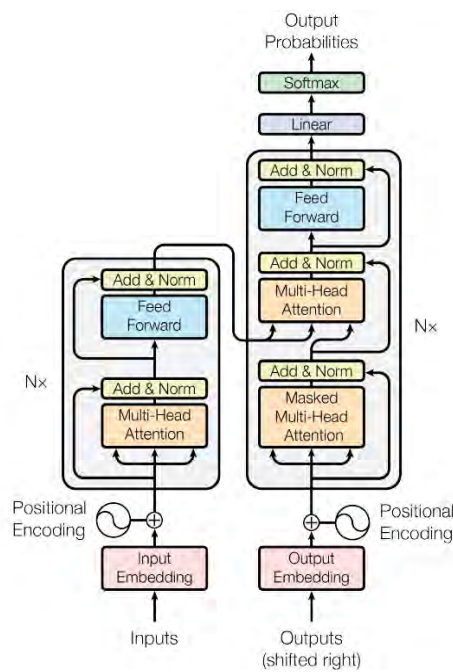 Output
Probabilities
Softmax
Linear
Add & Norm
Feed
Forward
Add & Norm
Multi-Head
Attention
Add & Norm
Masked
Multi-Head
Attention
Nx
Add & Norm
Feed
Forward
Nx
Add & Norm
Multi-Head
Attention
Positional
Encoding
Positional
Encoding
Input
Embedding
Output
Embedding
Inputs
Outputs
(shifted right)